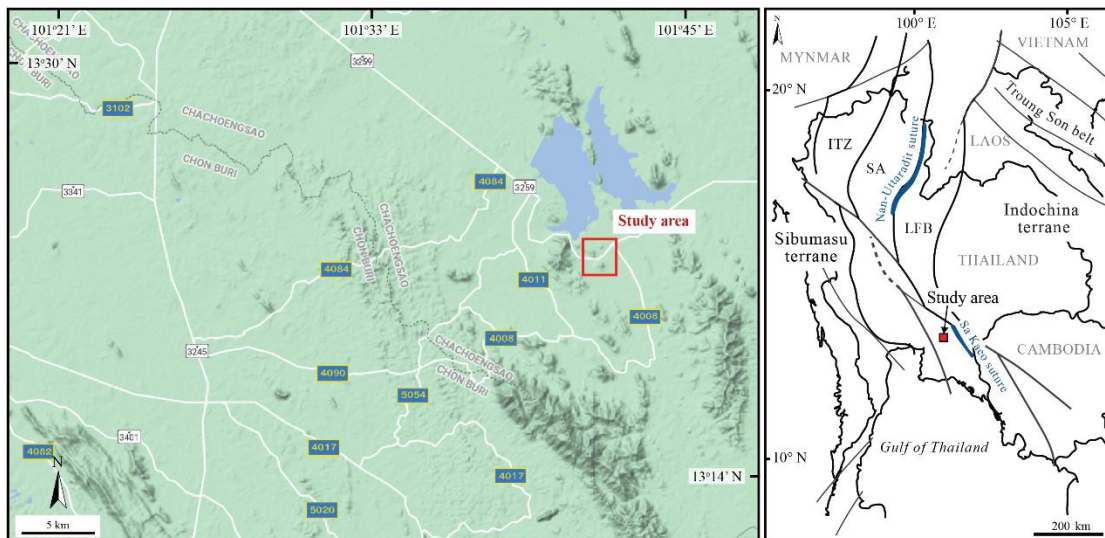 101°21' E
101°33' E
101°45' E
13°30' N
3259
3102
CHACHOENGSAO
CHACHOENGSAO
CHON BURI
CHON BURI
3341
4084
3259
Study area
CHACHOENGSAO
CHON BURI
4084
4011
4008
4008
3245
CHACHOENGSAO
CHON BURI
4090
5054
3401
4082
4017
4017
13°14' N
N
5 km
5020
100° E
105° E
N
MYNMAR
VIETNAM
20° N
Troung Son belt
ITZ
LAOS
SA
Nan-Uttaradit suture
Indochina
terrane
LFB
Sibumasu
terrane
THAILAND
Study area
Sa Kaeo suture
CAMBODIA
Gulf of Thailand
10° N
200 km